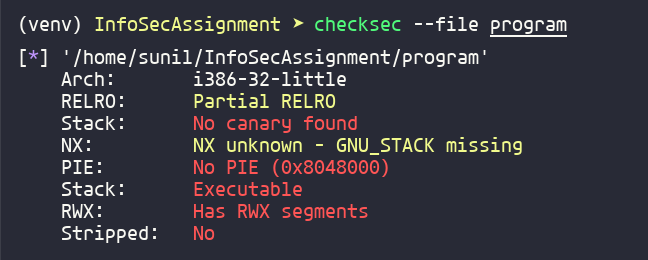 (venv) InfoSecAssignment ➤ checksec --file program
[*] '/home/sunil/InfoSecAssignment/program'
Arch: i386-32-little
RELRO: Partial RELRO
Stack: No canary found
NX: NX unknown - GNU_STACK missing
PIE: No PIE (0x8048000)
Stack: Executable
RWX: Has RWX segments
Stripped: No